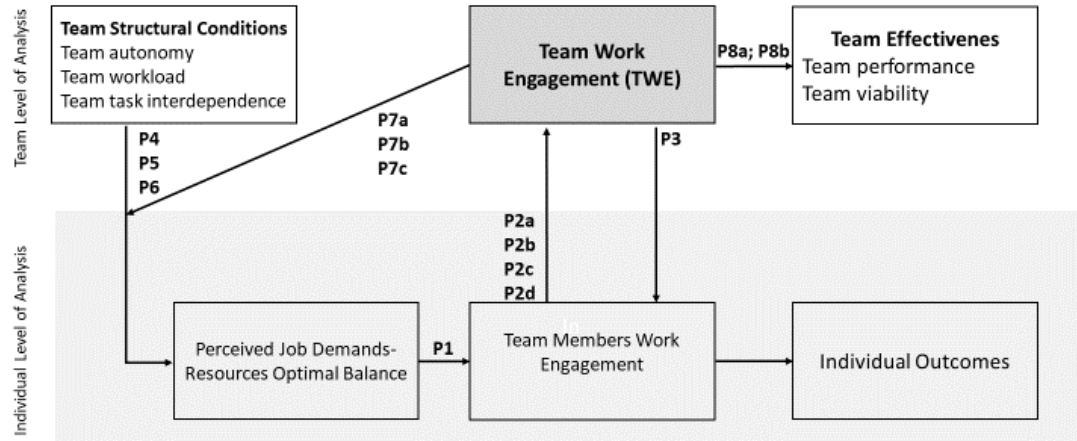 Team Level of Analysis
Team Structural Conditions
Team autonomy
Team workload
Team task interdependence
Team Work
Engagement (TWE)
P8a; P8b
Team Effectivenes
Team performance
Team viability
P4
P5
P6
P7a
P7b
P7c
P3
P2a
P2b
P2c
P2d
Individual Level of Analysis
Perceived Job Demands-
Resources Optimal Balance
P1
In
Team Members Work
Engagement
Individual Outcomes